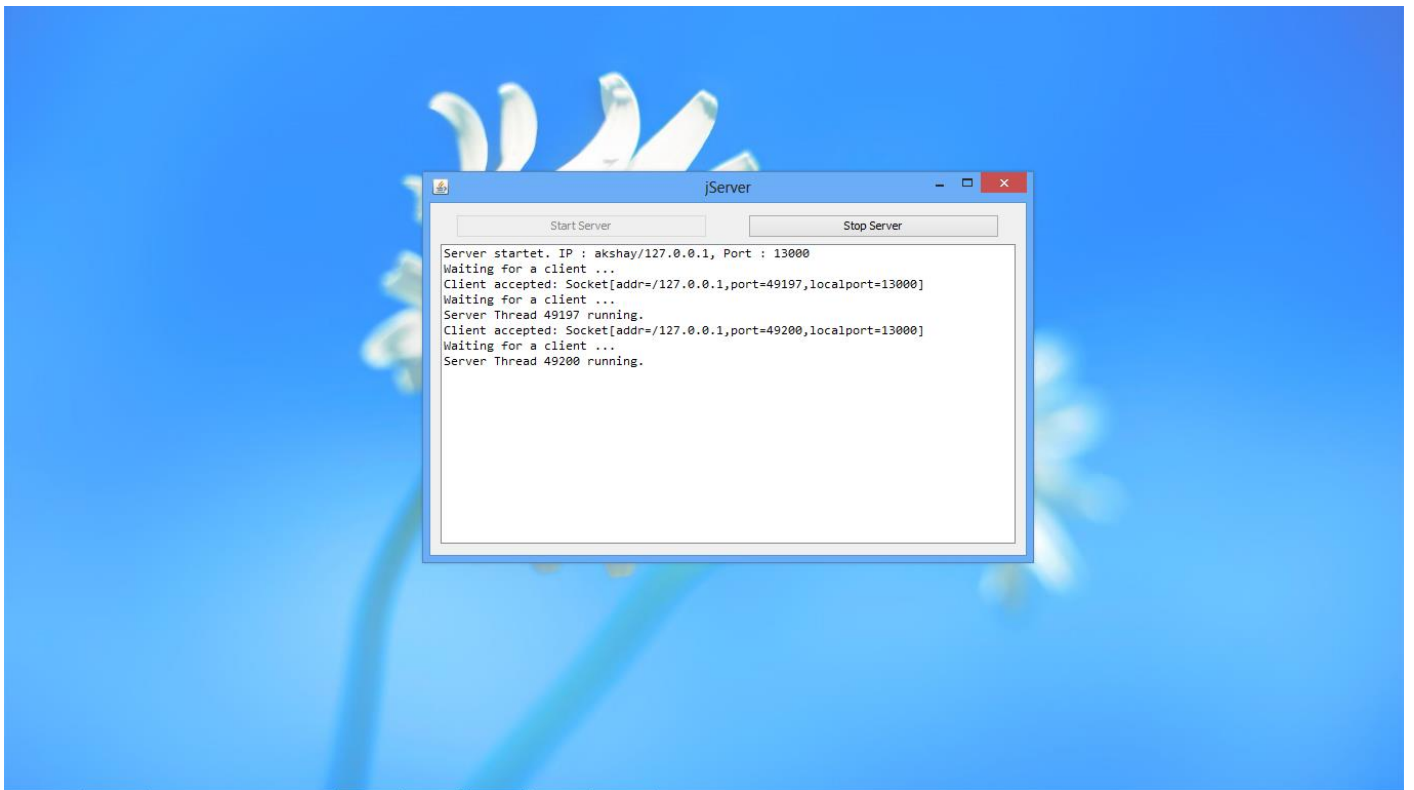 jServer
Start Server Stop Server
Server startet. IP : akshay/127.0.0.1, Port : 13000
Waiting for a client ...
Client accepted: Socket[addr=/127.0.0.1,port=49197,localport=13000]
Waiting for a client ...
Server Thread 49197 running.
Client accepted: Socket[addr=/127.0.0.1,port=49200,localport=13000]
Waiting for a client ...
Server Thread 49200 running.